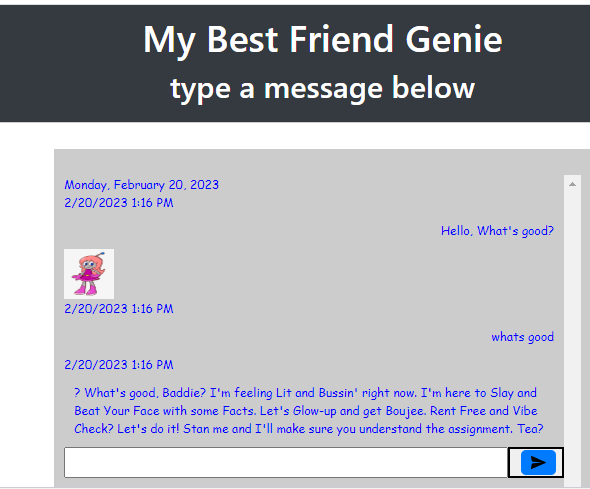 My Best Friend Genie
type a message below
Monday, February 20, 2023
2/20/2023 1:16 PM
Hello, What's good?
2/20/2023 1:16 PM
whats good
2/20/2023 1:16 PM
? What's good, Baddie? I'm feeling Lit and Bussin' right now. I'm here to Slay and
Beat Your Face with some Facts. Let's Glow-up and get Boujee. Rent Free and Vibe
Check? Let's do it! Stan me and I'll make sure you understand the assignment. Tea?